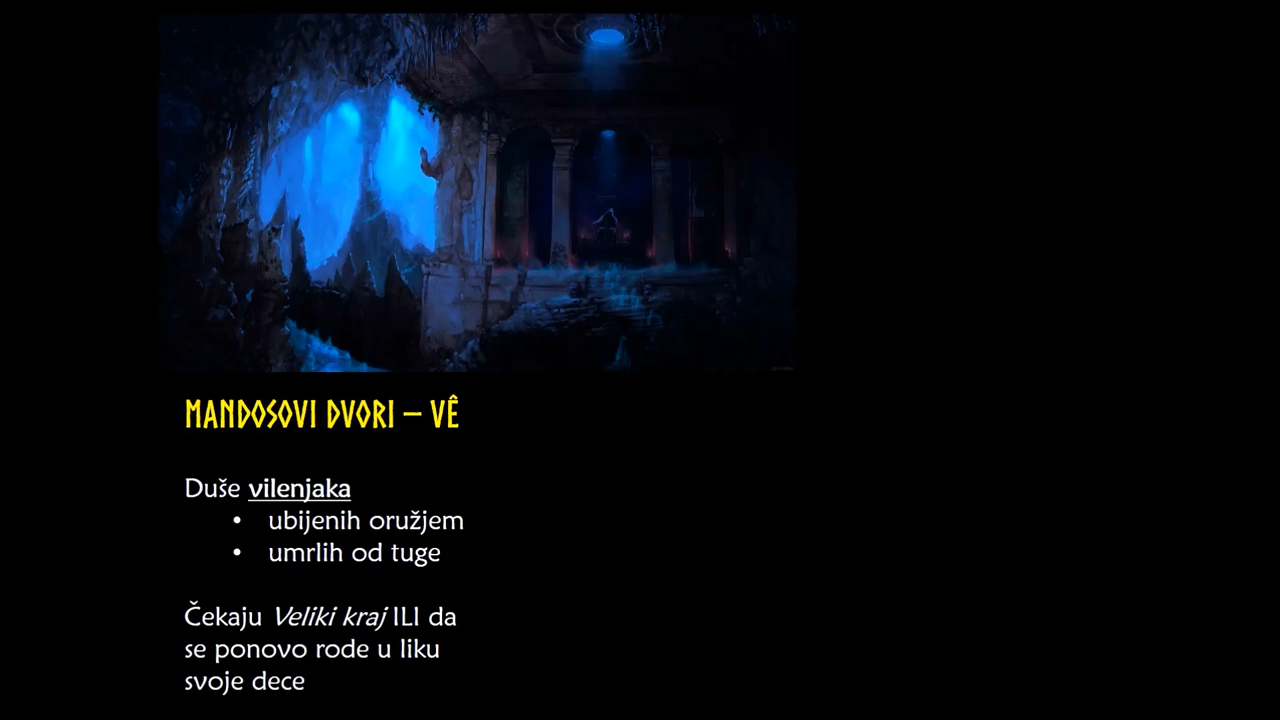 MANDOSOVI DVORI – VÊ
Duše vilenjaka
• ubijenih oružjem
• umrlih od tuge
Čekaju Veliki kraj ILI da
se ponovo rode u liku
svoje dece